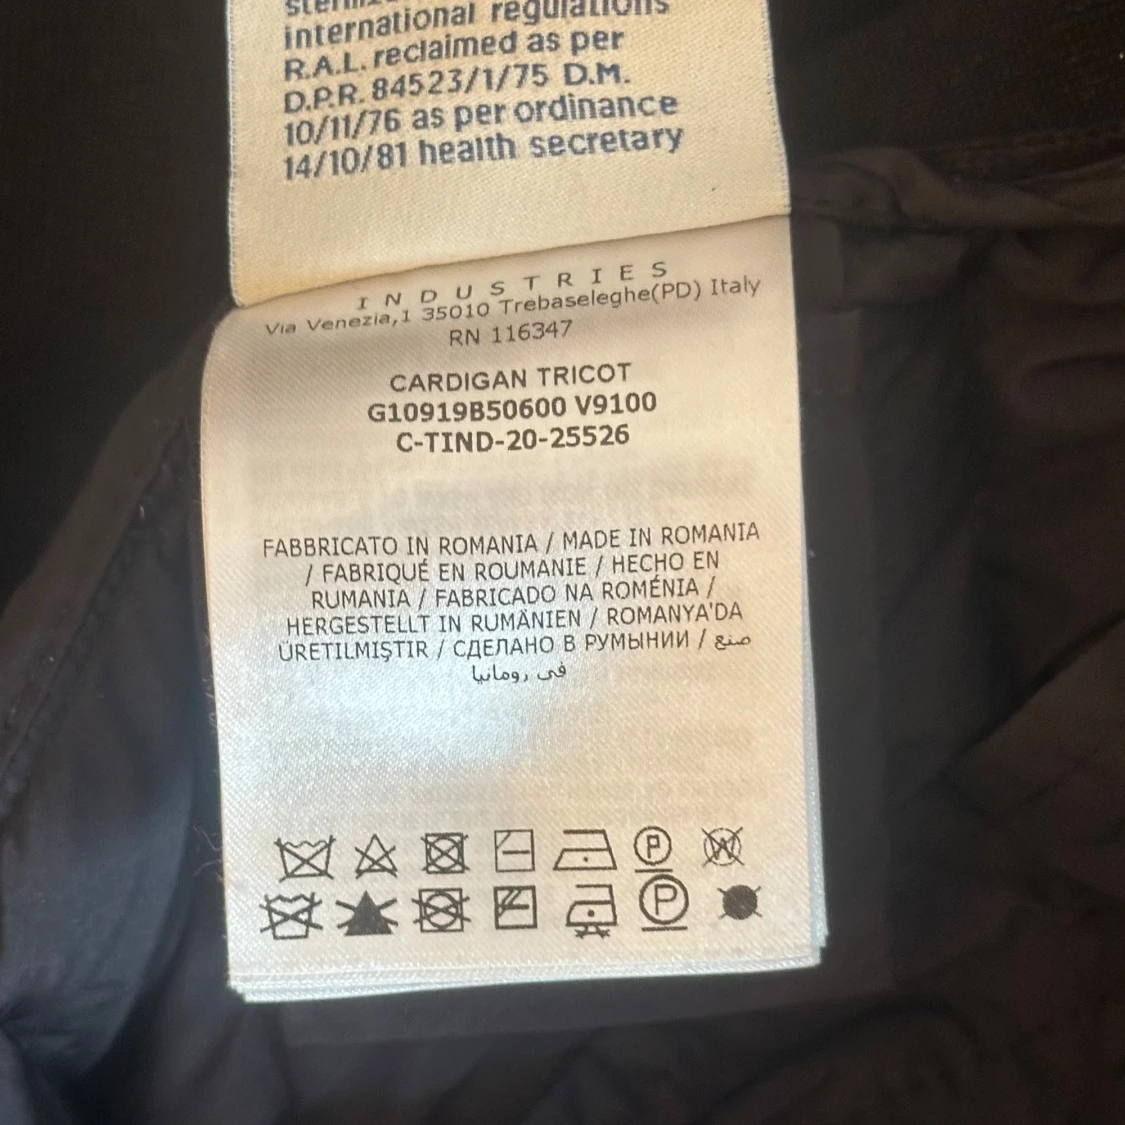 international regulations
R.A.L. reclaimed as per
D.P.R. 84523/1/75 D.M.
10/11/76 as per ordinance
14/10/81 health secretary
INDUSTRIES
Via Venezia,1 35010 Trebaseleghe(PD) Italy
RN 116347
CARDIGAN TRICOT
G10919B50600 V9100
C-TIND-20-25526
FABBRICATO IN ROMANIA / MADE IN ROMANIA
/ FABRIQUÉ EN ROUMANIE / HECHO EN
RUMANIA / FABRICADO NA ROMÉNIA /
HERGESTELLT IN RUMÄNIEN / ROMANYA'DA
ÜRETILMIŞTIR / СДЕЛАНО В РУМЫНИИ / صنع
في رومانيا
P W
P